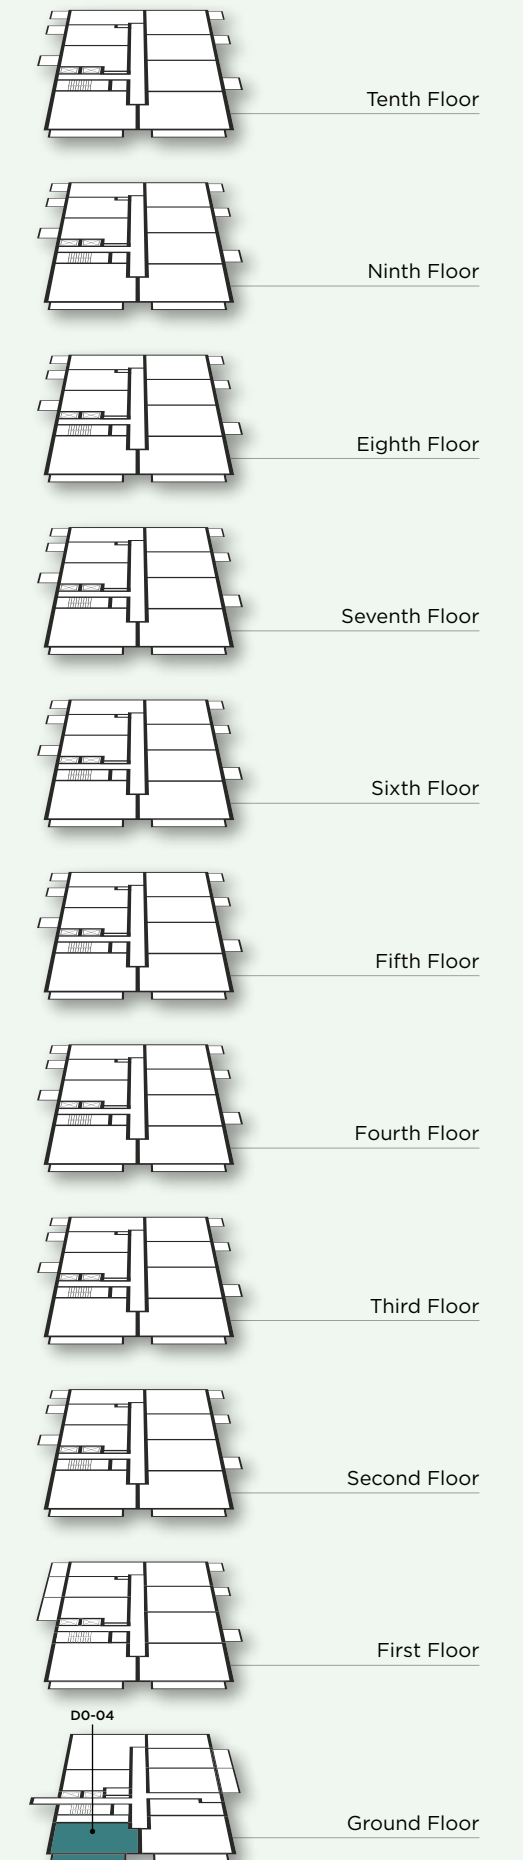 Tenth Floor
Ninth Floor
Eighth Floor
Seventh Floor
Sixth Floor
Fifth Floor
Fourth Floor
Third Floor
Second Floor
First Floor
D0-04
Ground Floor